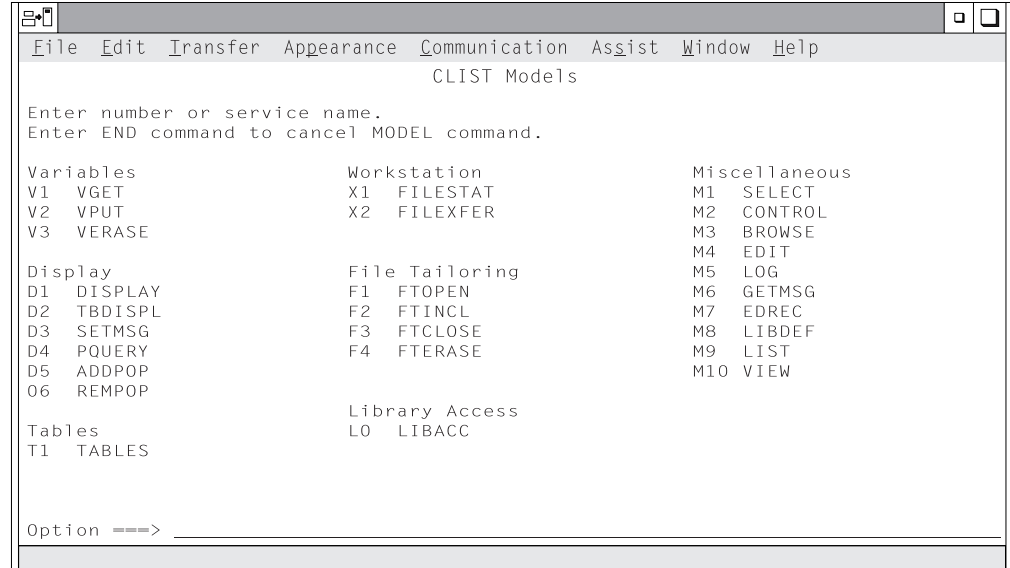 File Edit Transfer Appearance Communication Assist Window Help
CLIST Models
Enter number or service name.
Enter END command to cancel MODEL command.
Variables Workstation Miscellaneous
V1 VGET X1 FILESTAT M1 SELECT
V2 VPUT X2 FILEXFER M2 CONTROL
V3 VERASE M3 BROWSE
M4 EDIT
Display File Tailoring M5 LOG
D1 DISPLAY F1 FTOPEN M6 GETMSG
D2 TBDISPL F2 FTINCL M7 EDREC
D3 SETMSG F3 FTCLOSE M8 LIBDEF
D4 PQUERY F4 FTERASE M9 LIST
D5 ADDPOP M10 VIEW
06 REMPOP
Library Access
Tables L0 LIBACC
T1 TABLES
Option ===>